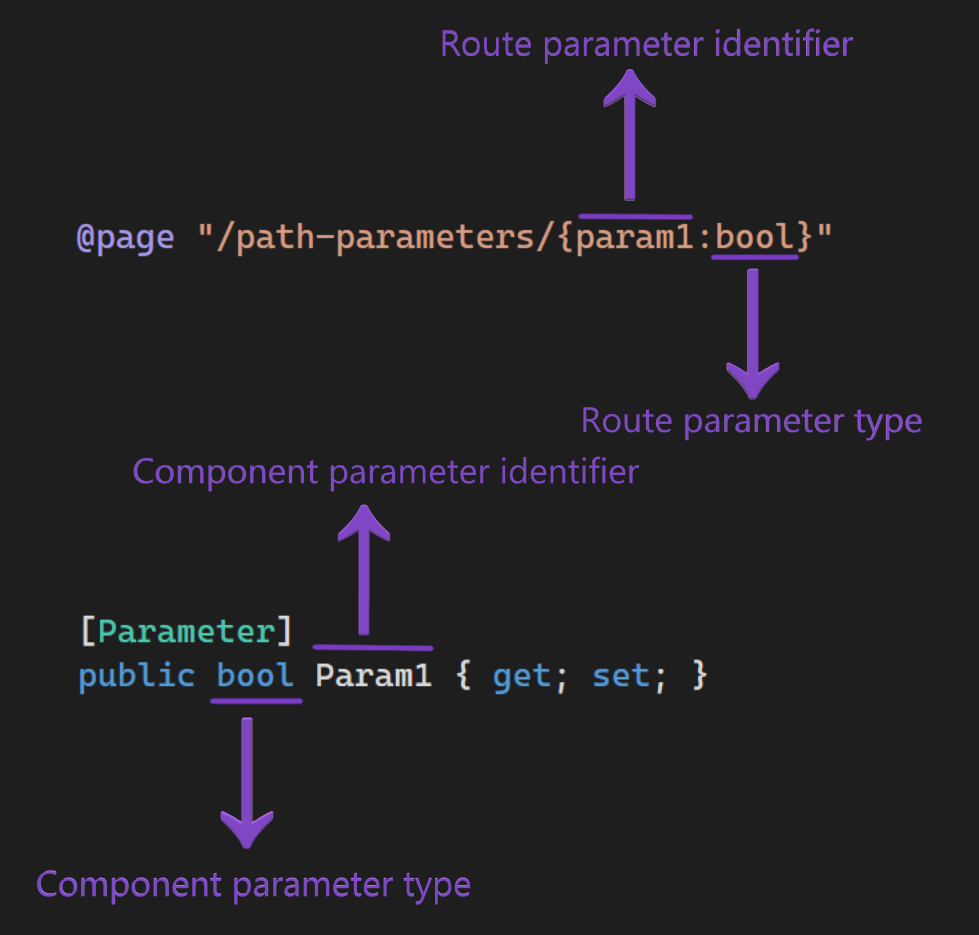 Route parameter identifier
@page "/path-parameters/{param1:bool}"
Route parameter type
Component parameter identifier
[Parameter]
public bool Param1 { get; set; }
Component parameter type